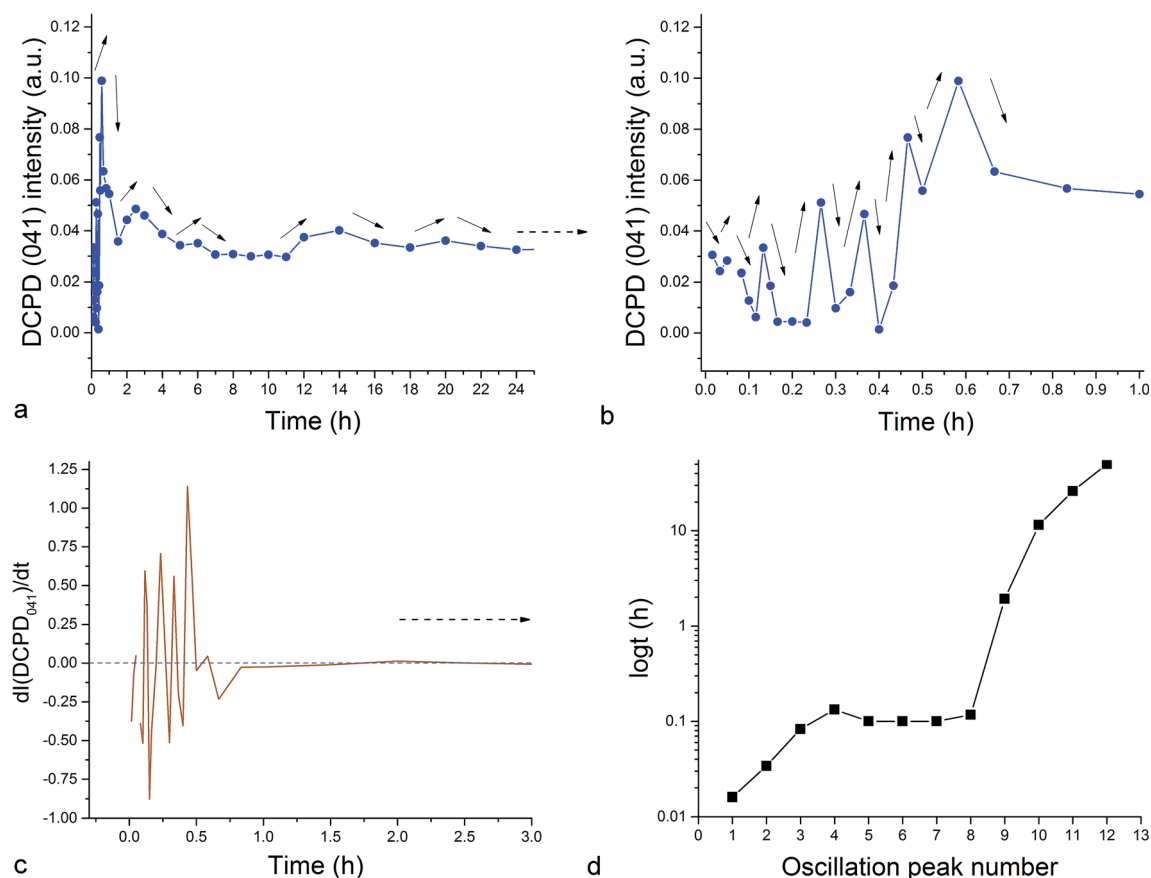 DCPD (041) intensity (a.u.)
0.12
0.10
0.08
0.06
0.04
0.02
0.00
0 2 4 6 8 10 12 14 16 18 20 22 24
Time (h)
a
DCPD (041) intensity (a.u.)
0.12
0.10
0.08
0.06
0.04
0.02
0.00
0.0 0.1 0.2 0.3 0.4 0.5 0.6 0.7 0.8 0.9 1.0
Time (h)
b
dI(DCPD041)/dt
1.25
1.00
0.75
0.50
0.25
0.00
-0.25
-0.50
-0.75
-1.00
0.0 0.5 1.0 1.5 2.0 2.5 3.0
Time (h)
c
logt (h)
10
1
0.1
0.01
0 1 2 3 4 5 6 7 8 9 10 11 12 13
Oscillation peak number
d